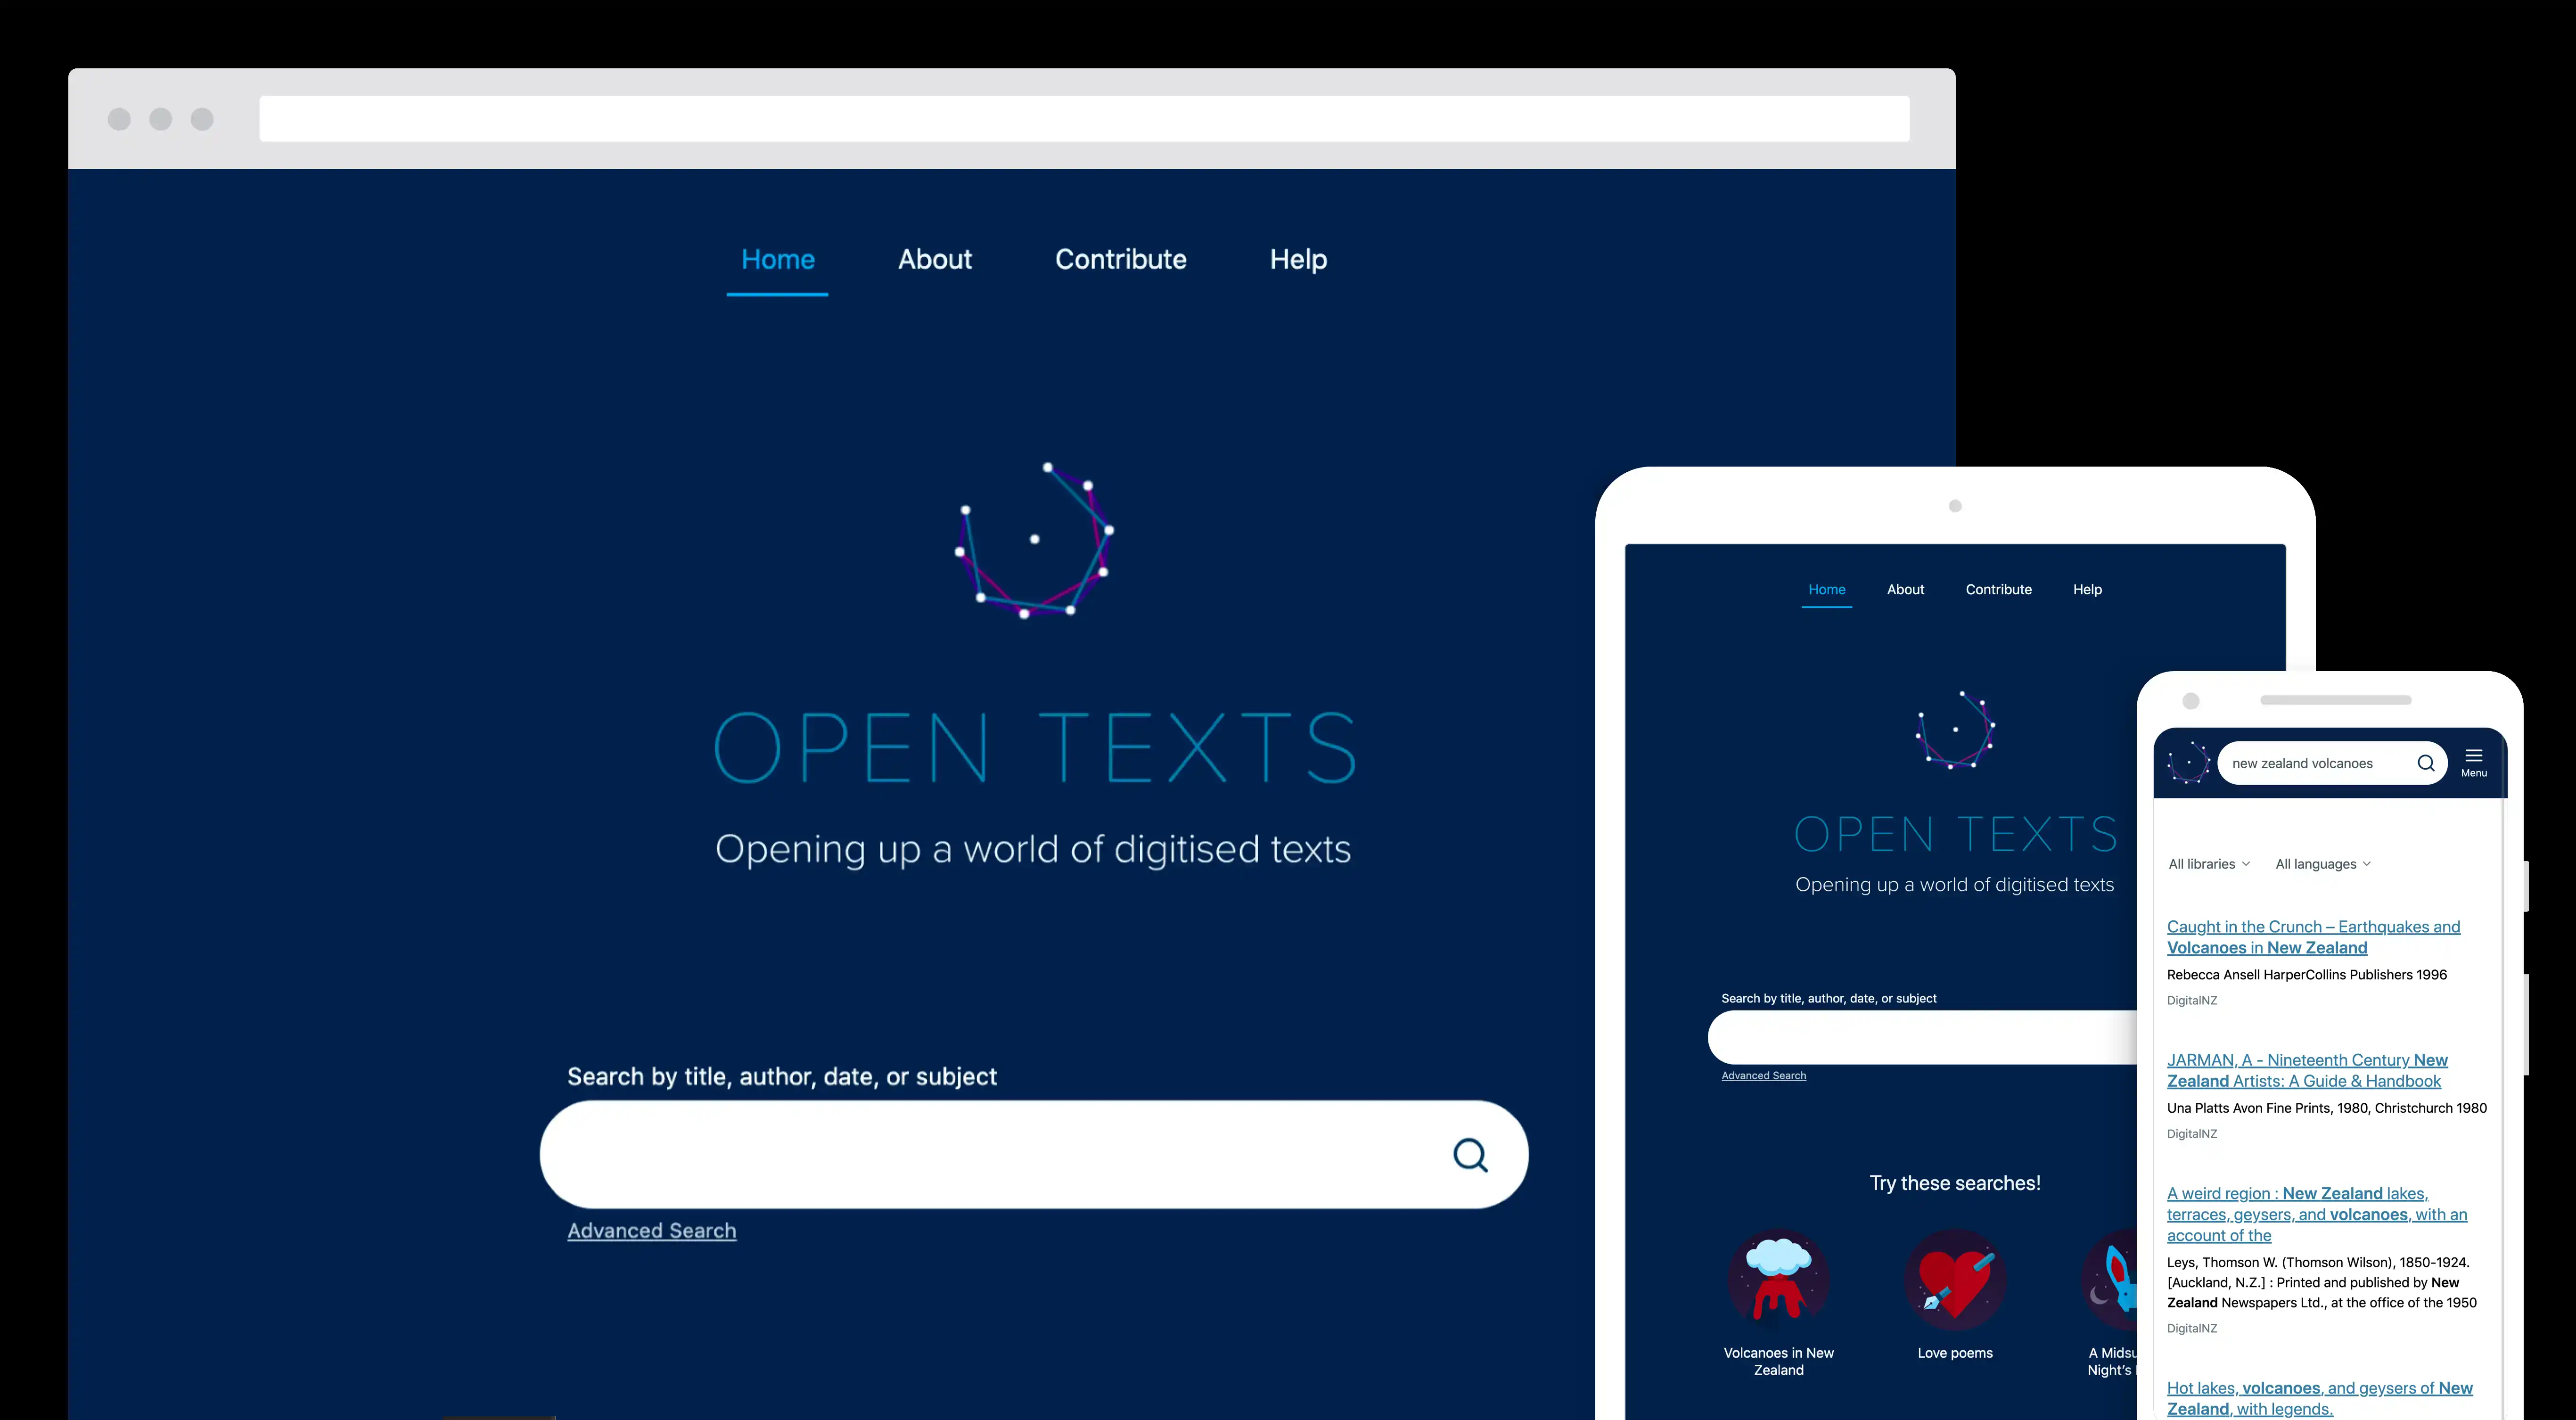 Home About Contribute Help
OPEN TEXTS
Opening up a world of digitised texts
Search by title, author, date, or subject
Advanced Search
Home About Contribute Help
OPEN TEXTS
Opening up a world of digitised texts
Search by title, author, date, or subject
Advanced Search
Try these searches!
Volcanoes in New
Zealand
Love poems
A Midsu
Night's
new zealand volcanoes
Menu
All libraries All languages
Caught in the Crunch – Earthquakes and
Volcanoes in New Zealand
Rebecca Ansell HarperCollins Publishers 1996
DigitalNZ
JARMAN, A - Nineteenth Century New
Zealand Artists: A Guide & Handbook
Una Platts Avon Fine Prints, 1980, Christchurch 1980
DigitalNZ
A weird region : New Zealand lakes,
terraces, geysers, and volcanoes, with an
account of the
Leys, Thomson W. (Thomson Wilson), 1850-1924.
[Auckland, N.Z.] : Printed and published by New
Zealand Newspapers Ltd., at the office of the 1950
DigitalNZ
Hot lakes, volcanoes, and geysers of New
Zealand, with legends.